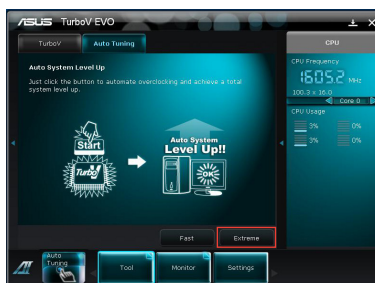 ASUS TurboV EVO
TurboV
Auto Tuning
CPU
Auto System Level Up
Just click the button to automate overclocking and achieve a total
system level up.
CPU Frequency
1605.2 MHz
100.3 x 16.0
Core 0
CPU Usage
3%
0%
3%
0%
Start
Turbo
Auto System
Level Up!!
OK
Fast
Extreme
Auto
Tuning
Tool
Monitor
Settings